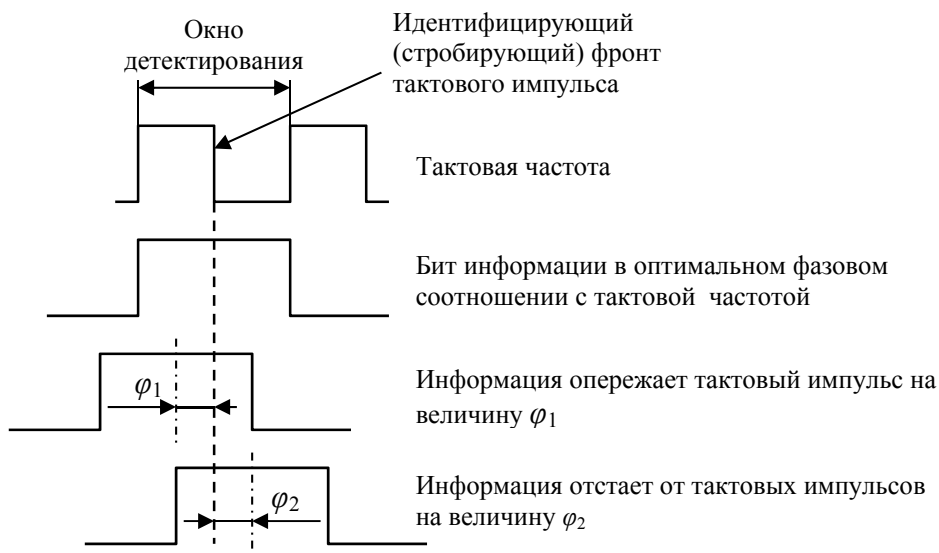 Окно
детектирования
Идентифицирующий
(стробирующий) фронт
тактового импульса
Тактовая частота
Бит информации в оптимальном фазовом
соотношении с тактовой частотой
φ1
Информация опережает тактовый импульс на
величину φ1
φ2
Информация отстает от тактовых импульсов
на величину φ2